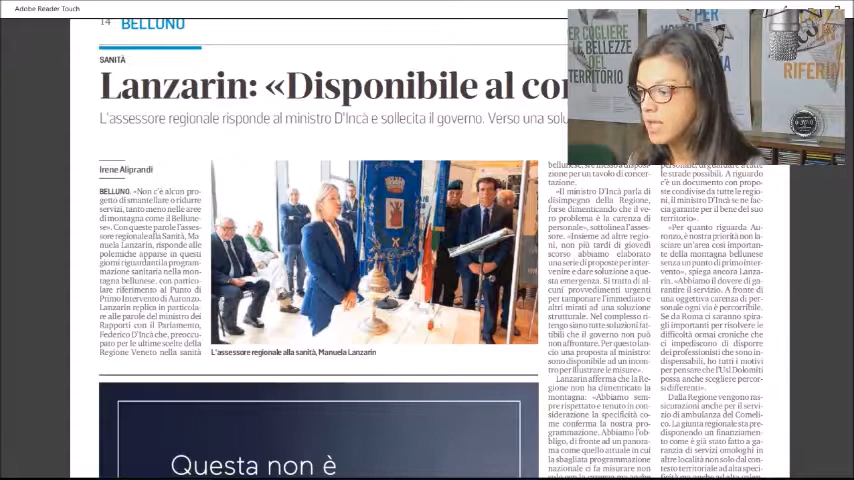 Adobe Reader Touch
14 BELLUNO
SANITÀ
Lanzarin: «Disponibile al con
L'assessore regionale risponde al ministro D'Incà e sollecita il governo. Verso una solu
PER COGLIERE
LE BELLEZZE
DEL
TERRITORIO
PER
RIFERIM
Irene Aliprandi
BELLUNO. «Non c'è alcun pro-
getto di smantellare o ridurre
servizi, tanto meno nelle aree
di montagna come il Bellune-
se». Con queste parole l'asses-
sore regionale alla Sanità, Ma
nuela Lanzarin, risponde alle
polemiche apparse in questi
giorni riguardanti la program-
mazione sanitaria nella mon-
tagna bellunese, con partico-
lare riferimento al Punto di
Primo Intervento di Auronzo.
Lanzarin replica in particola-
re alle parole del ministro dei
Rapporti con il Parlamento,
Federico D'Incà che, preoccu-
pato per le ultime scelte della
Regione Veneto nella sanità
L'assessore regionale alla sanità, Manuela Lanzarin
bellunese, si è messo a disposi-
zione per un tavolo di concer-
tazione.
«Il ministro D'Incà parla di
disimpegno della Regione,
forse dimenticando che il ve-
ro problema è la carenza di
personale», sottolinea l'asses-
sore. «Insieme ad altre regio-
ni, non più tardi di giovedì
scorso abbiamo elaborato
una serie di proposte per inter-
venire e dare soluzione a que-
sta emergenza. Si tratta di al-
cuni provvedimenti urgenti
per tamponare l'immediato e
altri mirati ad una soluzione
strutturale. Nel complesso ri-
tengo siano tutte soluzioni fat-
tibili che il governo non può
non affrontare. Per questo lan-
cio una proposta al ministro:
sono disponibile ad un incon-
tro per illustrare le misure».
Lanzarin afferma che la Re-
gione non ha dimenticato la
montagna: «Abbiamo sem-
pre rispettato e tenuto in con-
siderazione la specificità co-
me conferma la nostra pro-
grammazione. Abbiamo l'ob-
bligo, di fronte ad un panora-
ma come quello attuale in cui
la sbagliata programmazione
nazionale ci fa misurare non
personale, di guardare a tutte
le strade possibili. A riguardo
c'è un documento con propo-
ste condivise da tutte le regio-
ni, il ministro D'Incà se ne fac-
cia garante per il bene del suo
territorio».
«Per quanto riguarda Au-
ronzo, è nostra priorità non la-
sciare un'area così importan-
te della montagna bellunese
senza un punto di primo inter-
vento», spiega ancora Lanza-
rin. «Abbiamo il dovere di ga-
rantire il servizio. A fronte di
una oggettiva carenza di per-
sonale ogni via è percorribile.
Se da Roma ci saranno spira-
gli importanti per risolvere le
difficoltà ormai croniche che
ci impediscono di disporre
dei professionisti che sono in-
dispensabili, ho tutti i motivi
per pensare che l'Usl Dolomiti
possa anche scegliere percor-
si differenti».
Dalla Regione vengono ras-
sicurazioni anche per il servi-
zio di ambulanza del Comeli-
co. La giunta regionale sta pre-
disponendo un finanziamen-
to come è già stato fatto a ga-
ranzia di servizi omologhi in
altre località non solo dal con-
testo territoriale ad alta speci-
Questa non è